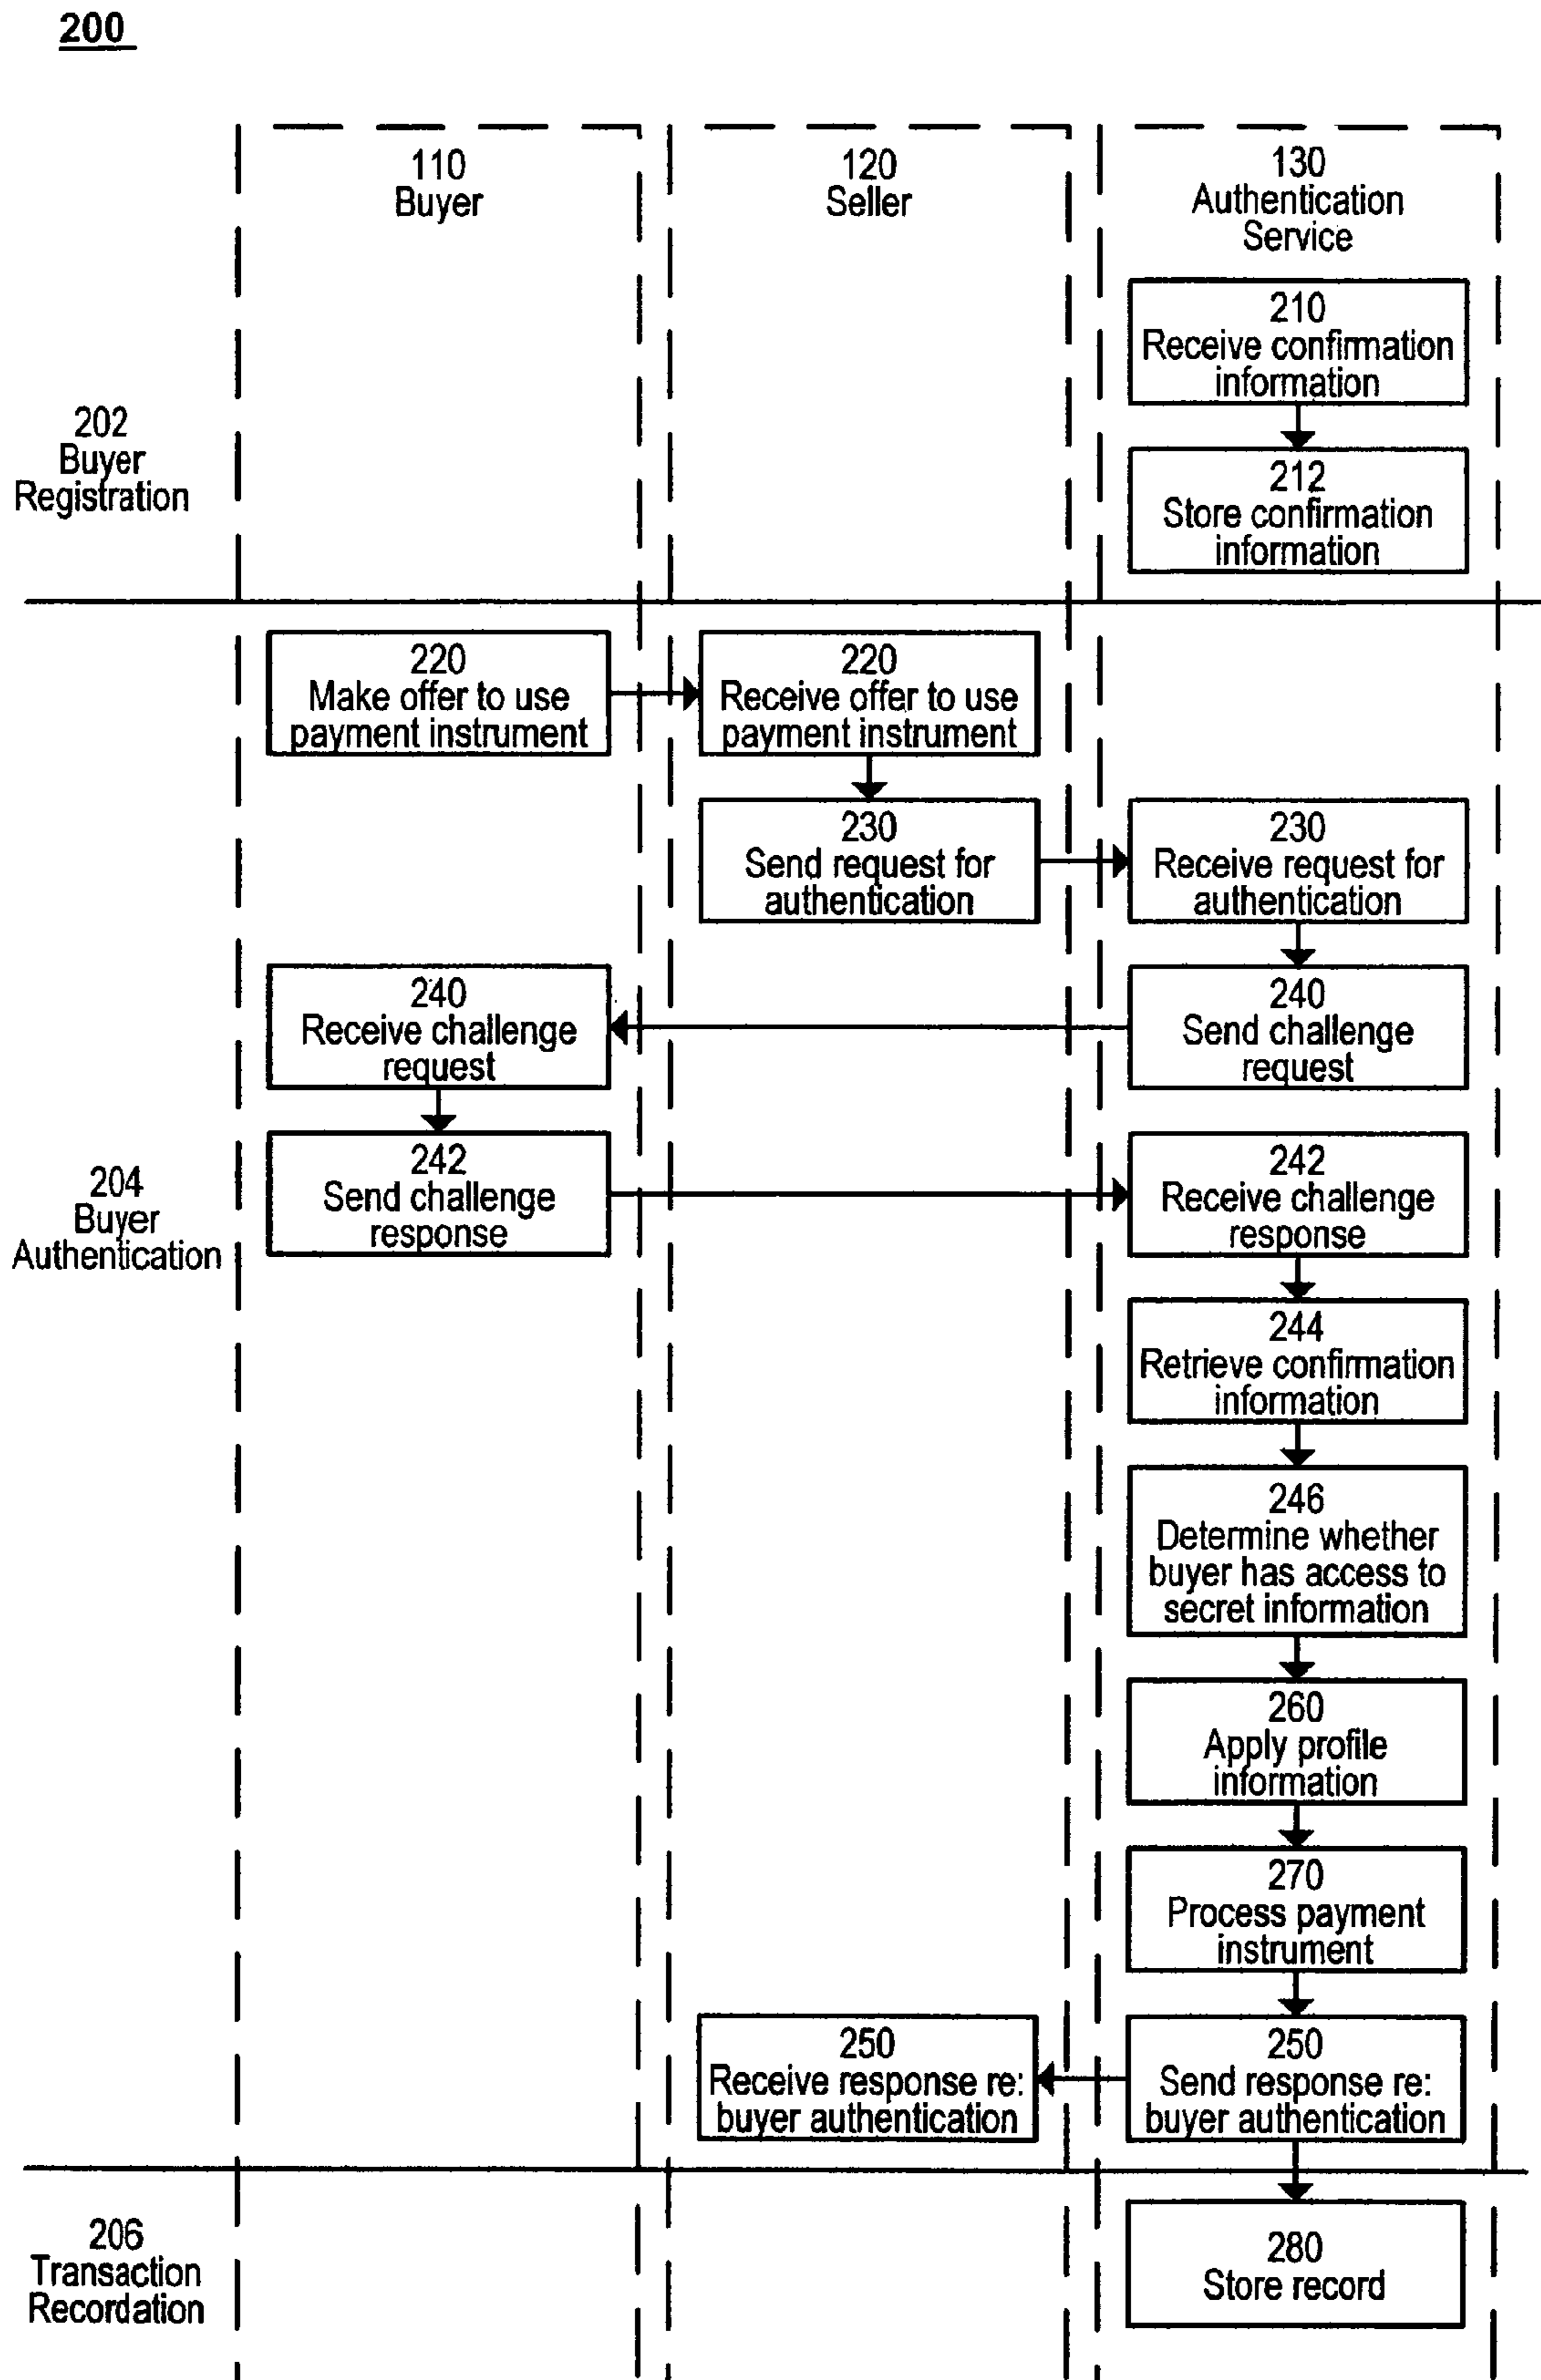 200
110
Buyer
120
Seller
130
Authentication
Service
210
Receive confirmation
information
202
Buyer
Registration
212
Store confirmation
information
220
Make offer to use
payment instrument
220
Receive offer to use
payment instrument
230
Send request for
authentication
230
Receive request for
authentication
240
Receive challenge
request
240
Send challenge
request
204
Buyer
Authentication
242
Send challenge
response
242
Receive challenge
response
244
Retrieve confirmation
information
246
Determine whether
buyer has access to
secret information
260
Apply profile
information
270
Process payment
instrument
250
Receive response re:
buyer authentication
250
Send response re:
buyer authentication
206
Transaction
Recordation
280
Store record